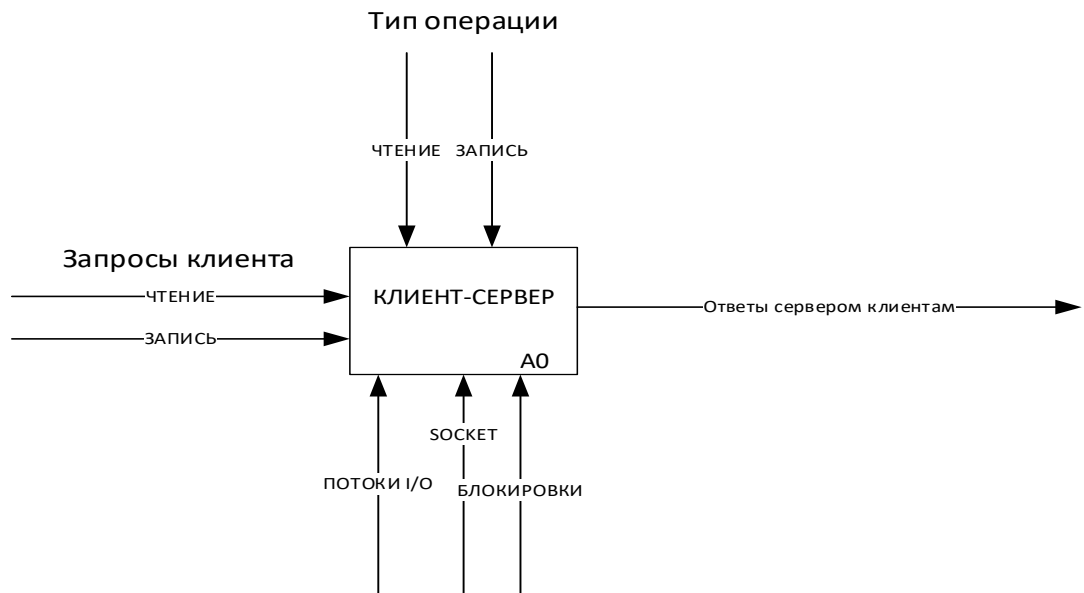 Тип операции
ЧТЕНИЕ ЗАПИСЬ
Запросы клиента
ЧТЕНИЕ
ЗАПИСЬ
КЛИЕНТ-СЕРВЕР
A0
Ответы сервером клиентам
SOCKET
ПОТОКИ I/O
БЛОКИРОВКИ